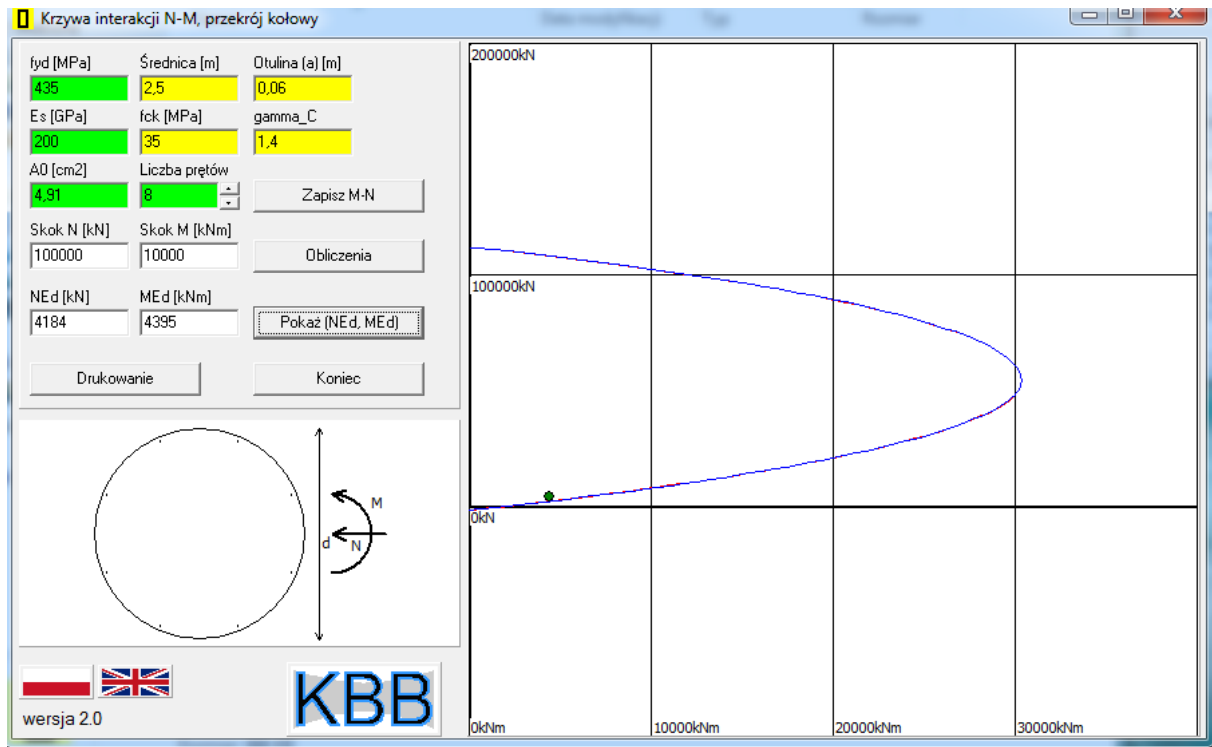 Krzywa interakcji N-M, przekrój kołowy
fyd [MPa] Średnica [m] Otulina (a) [m]
435 2,5 0,06
Es [GPa] fck [MPa] gamma_C
200 35 1,4
A0 [cm2] Liczba prętów
4,91 8 Zapisz M-N
Skok N [kN] Skok M [kNm]
100000 10000 Obliczenia
NEd [kN] MEd [kNm]
4184 4395 Pokaż (NEd, MEd)
Drukowanie Koniec
M
d N
KBB
wersja 2.0
200000kN
100000kN
0kN
0kNm 10000kNm 20000kNm 30000kNm